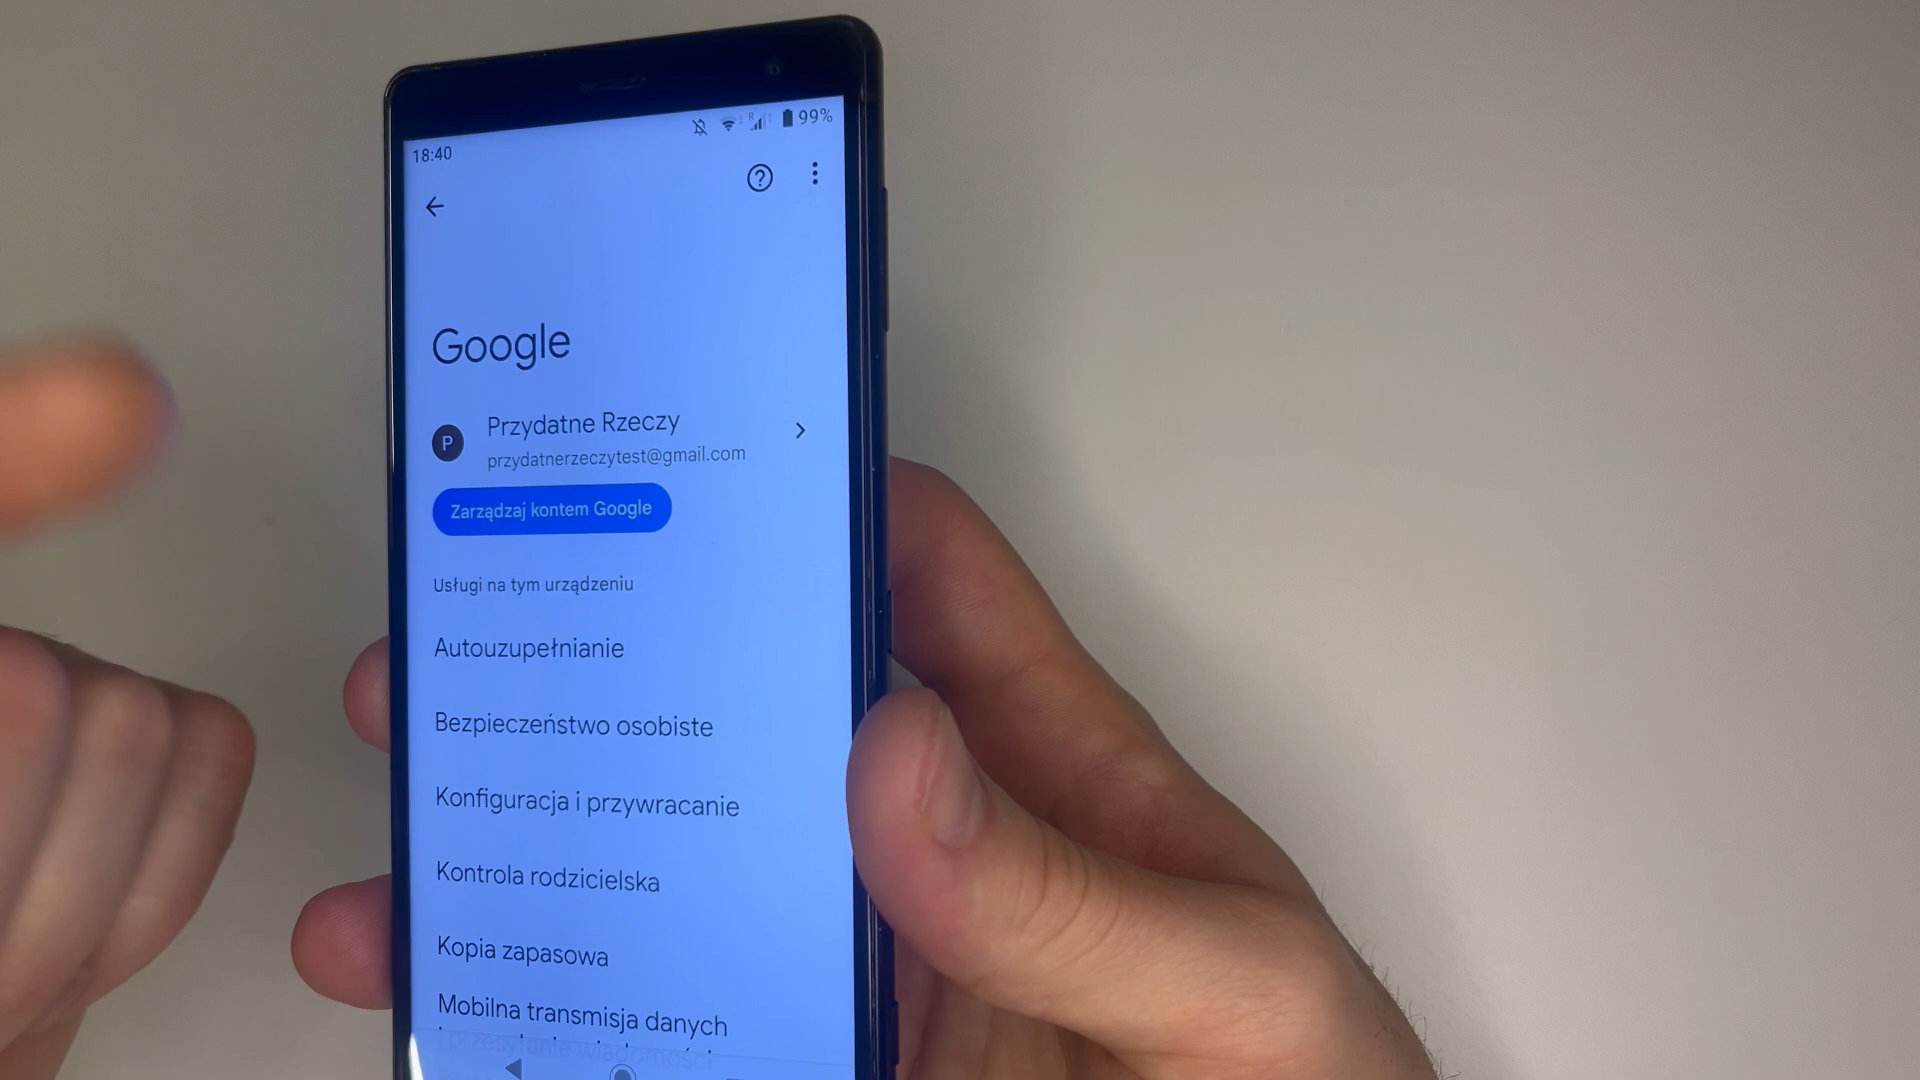 18:40
R
99%
Google
P
Przydatne Rzeczy
przydatnerzeczytest@gmail.com
Zarządzaj kontem Google
Usługi na tym urządzeniu
Autouzupełnianie
Bezpieczeństwo osobiste
Konfiguracja i przywracanie
Kontrola rodzicielska
Kopia zapasowa
Mobilna transmisja danych
i przesyłanie wiadomości